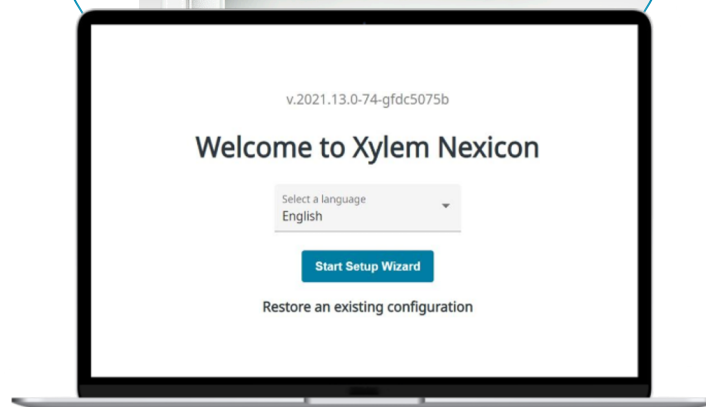 v.2021.13.0-74-gfdc5075b
Welcome to Xylem Nexicon
Select a language
English
Start Setup Wizard
Restore an existing configuration